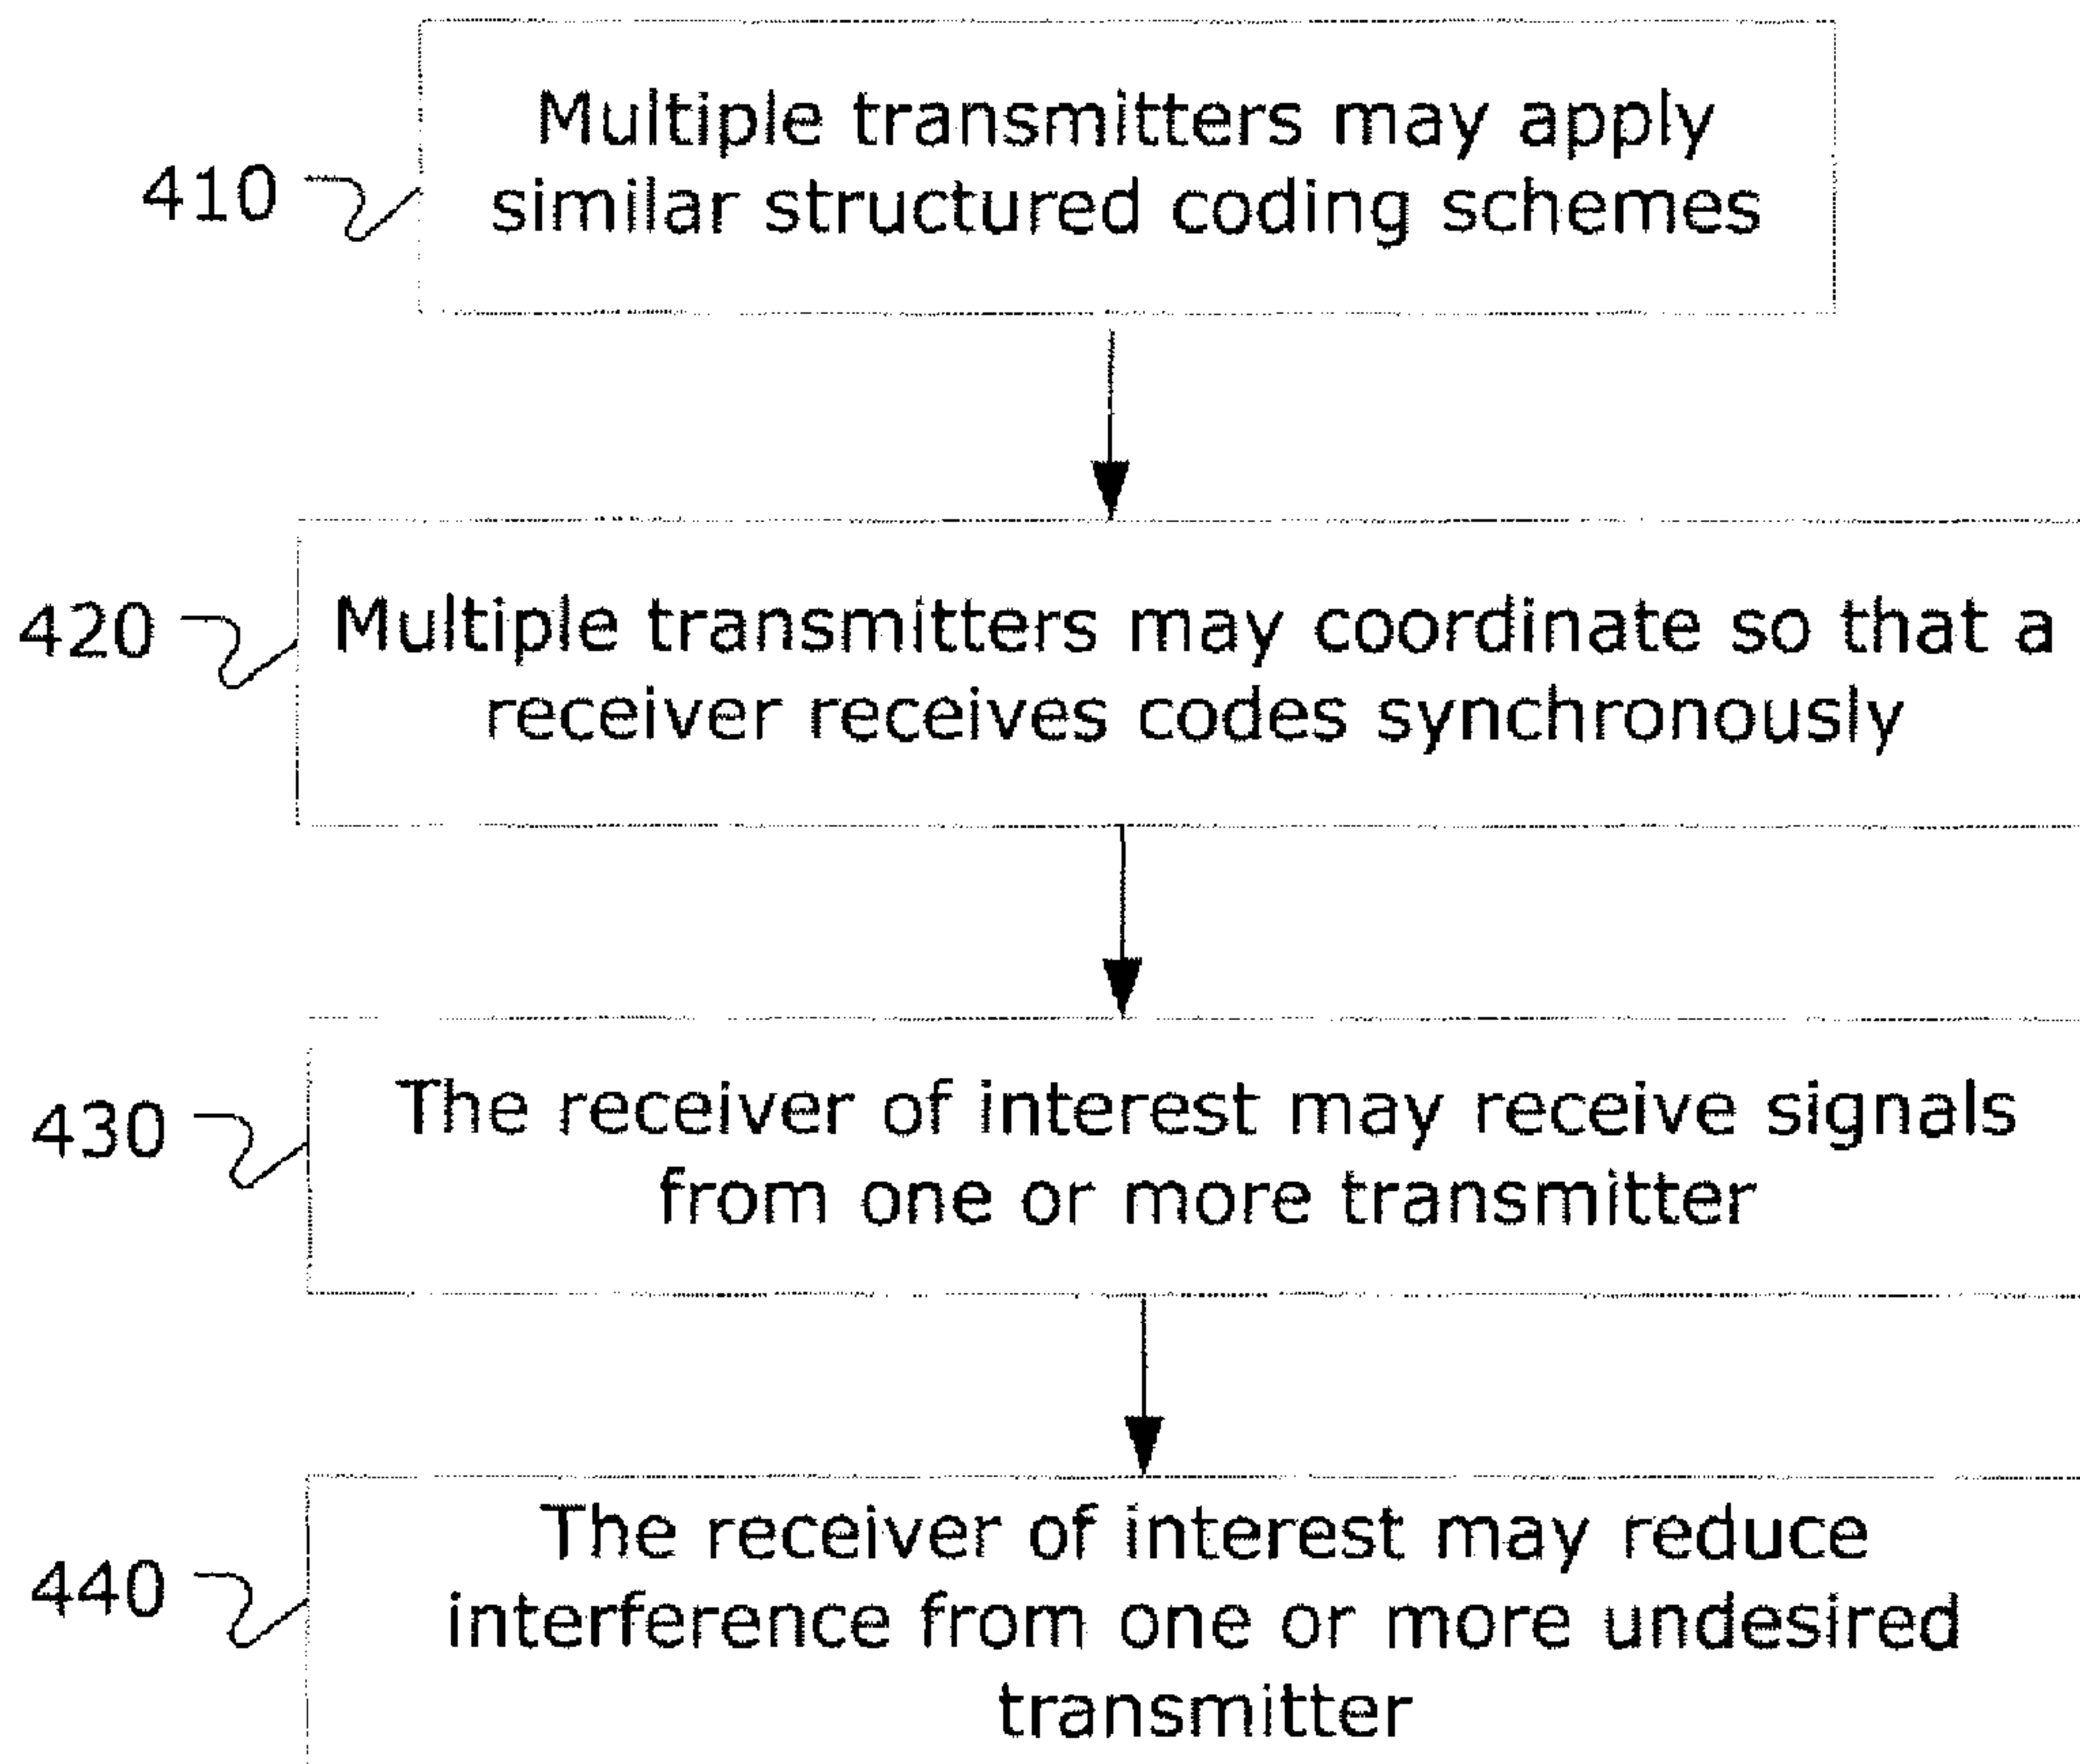 Multiple transmitters may apply
410
similar structured coding schemes
420
Multiple transmitters may coordinate so that a
receiver receives codes synchronously
430
The receiver of interest may receive signals
from one or more transmitter
440
The receiver of interest may reduce
interference from one or more undesired
transmitter